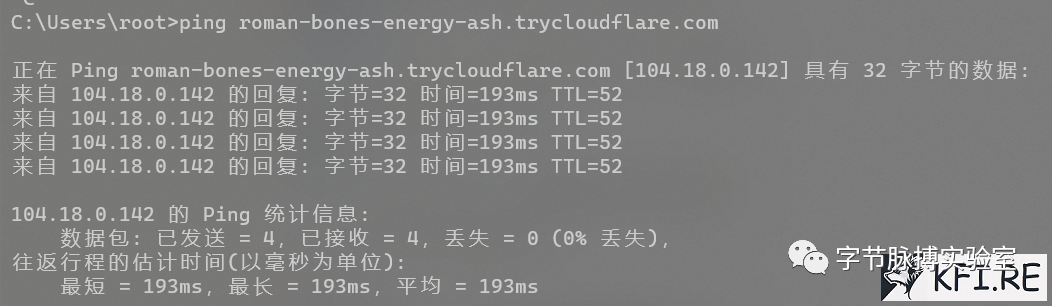 C:\Users\root>ping roman-bones-energy-ash.trycloudflare.com
正在 Ping roman-bones-energy-ash.trycloudflare.com [104.18.0.142] 具有 32 字节的数据:
来自 104.18.0.142 的回复: 字节=32 时间=193ms TTL=52
来自 104.18.0.142 的回复: 字节=32 时间=193ms TTL=52
来自 104.18.0.142 的回复: 字节=32 时间=193ms TTL=52
来自 104.18.0.142 的回复: 字节=32 时间=193ms TTL=52
104.18.0.142 的 Ping 统计信息:
数据包: 已发送 = 4, 已接收 = 4, 丢失 = 0 (0% 丢失),
往返行程的估计时间(以毫秒为单位):
最短 = 193ms, 最长 = 193ms, 平均 = 193ms
字节脉搏实验室
KFI.RE